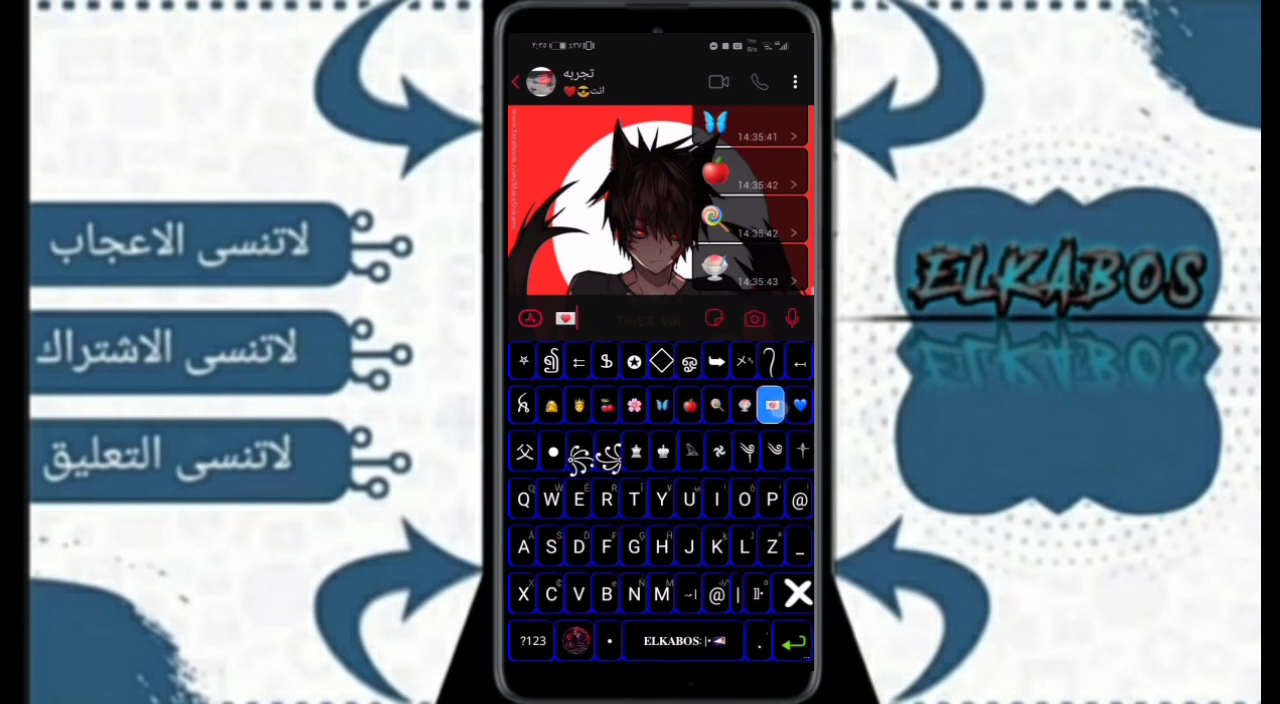 لاتنسى الاعجاب
لاتنسى الاشتراك
لاتنسى التعليق
ELKABOS
تجربه
انت😎❤️
14:35:41
14:35:42
14:35:42
14:35:43
Q W E R T Y U I O P @
A S D F G H J K L Z _
X C V B N M @ |
?123 • ELKABOS: .